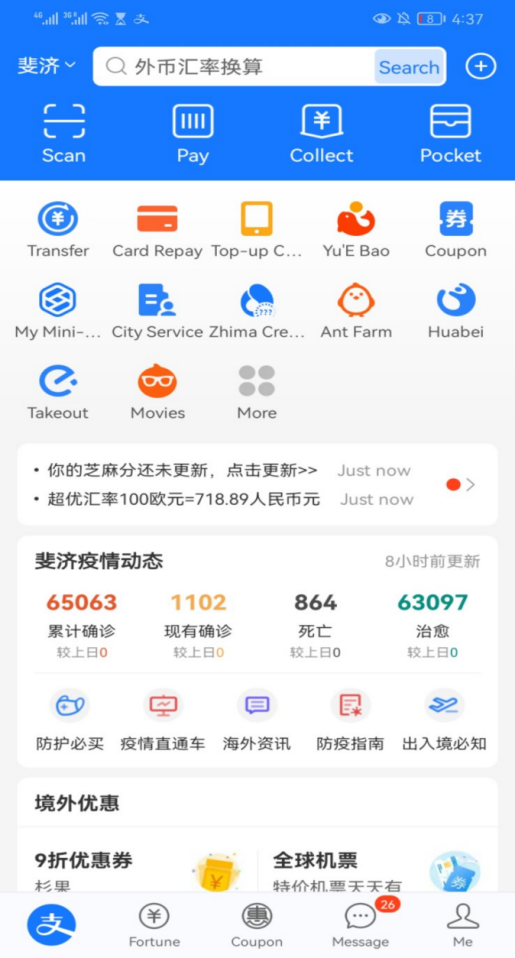 4G 3G 8 4:37
斐济 外币汇率换算 Search
Scan Pay Collect Pocket
Transfer Card Repay Top-up C... Yu'E Bao Coupon
My Mini-... City Service Zhima Cre... Ant Farm Huabei
Takeout Movies More
• 你的芝麻分还未更新，点击更新>> Just now
• 超优汇率100欧元=718.89人民币元 Just now
斐济疫情动态 8小时前更新
65063 1102 864 63097
累计确诊 现有确诊 死亡 治愈
较上日0 较上日0 较上日0 较上日0
防护必买 疫情直通车 海外资讯 防疫指南 出入境必知
境外优惠
9折优惠券 全球机票
杉果 特价机票天天有
支 26
Fortune Coupon Message Me